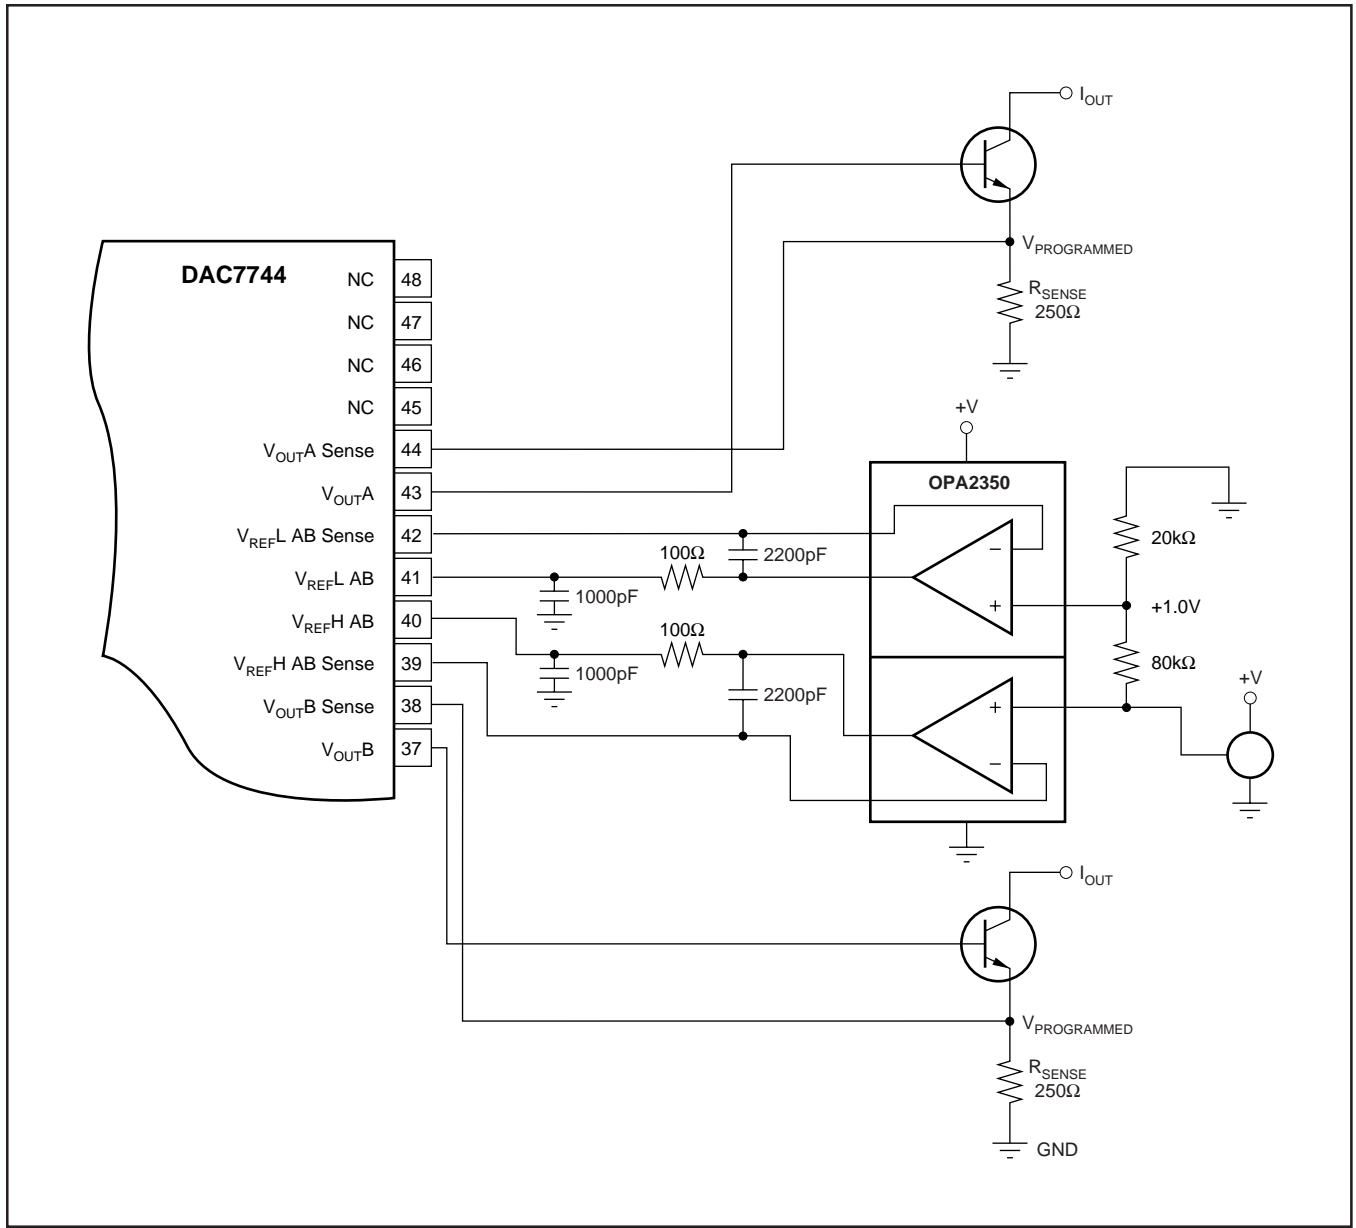 I_OUT
V_PROGRAMMED
R_SENSE
250Ω
DAC7744
NC 48
NC 47
NC 46
NC 45
V_OUTA Sense 44
V_OUTA 43
V_REFL AB Sense 42
V_REFL AB 41
V_REFH AB 40
V_REFH AB Sense 39
V_OUTB Sense 38
V_OUTB 37
+V
OPA2350
100Ω
2200pF
1000pF
100Ω
1000pF
2200pF
−
+
+
−
20kΩ
+1.0V
80kΩ
+V
I_OUT
V_PROGRAMMED
R_SENSE
250Ω
GND